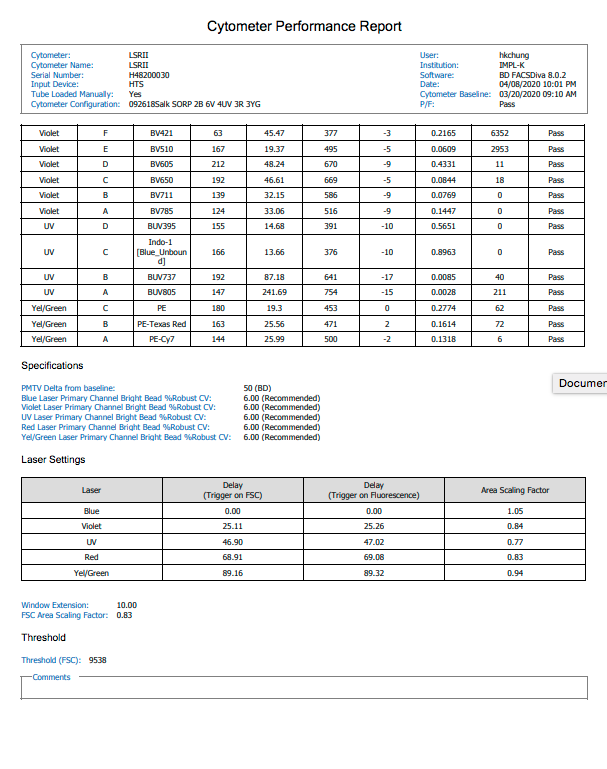 Cytometer Performance Report
Cytometer: LSRII User: hkchung
Cytometer Name: LSRII Institution: IMPL-K
Serial Number: H48200030 Software: BD FACSDiva 8.0.2
Input Device: HTS Date: 04/08/2020 10:01 PM
Tube Loaded Manually: Yes Cytometer Baseline: 03/20/2020 09:10 AM
Cytometer Configuration: 092618Salk SORP 2B 6V 4UV 3R 3YG P/F: Pass
Violet F BV421 63 45.47 377 -3 0.2165 6352 Pass
Violet E BV510 167 19.37 495 -5 0.0609 2953 Pass
Violet D BV605 212 48.24 670 -9 0.4331 11 Pass
Violet C BV650 192 46.61 669 -5 0.0844 18 Pass
Violet B BV711 139 32.15 586 -9 0.0769 0 Pass
Violet A BV785 124 33.06 516 -9 0.1447 0 Pass
UV D BUV395 155 14.68 391 -10 0.5651 0 Pass
UV C Indo-1 [Blue_Unbound] 166 13.66 376 -10 0.8963 0 Pass
UV B BUV737 192 87.18 641 -17 0.0085 40 Pass
UV A BUV805 147 241.69 754 -15 0.0028 211 Pass
Yel/Green C PE 180 19.3 453 0 0.2774 62 Pass
Yel/Green B PE-Texas Red 163 25.56 471 2 0.1614 72 Pass
Yel/Green A PE-Cy7 144 25.99 500 -2 0.1318 6 Pass
Specifications
PMTV Delta from baseline: 50 (BD)
Blue Laser Primary Channel Bright Bead %Robust CV: 6.00 (Recommended)
Violet Laser Primary Channel Bright Bead %Robust CV: 6.00 (Recommended)
UV Laser Primary Channel Bright Bead %Robust CV: 6.00 (Recommended)
Red Laser Primary Channel Bright Bead %Robust CV: 6.00 (Recommended)
Yel/Green Laser Primary Channel Bright Bead %Robust CV: 6.00 (Recommended)
Documen
Laser Settings
Laser Delay (Trigger on FSC) Delay (Trigger on Fluorescence) Area Scaling Factor
Blue 0.00 0.00 1.05
Violet 25.11 25.26 0.84
UV 46.90 47.02 0.77
Red 68.91 69.08 0.83
Yel/Green 89.16 89.32 0.94
Window Extension: 10.00
FSC Area Scaling Factor: 0.83
Threshold
Threshold (FSC): 9538
Comments